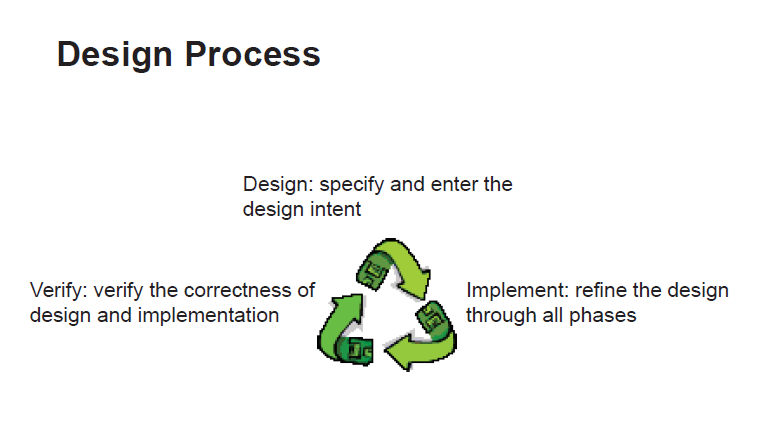 Design Process
Design: specify and enter the
design intent
Verify: verify the correctness of
design and implementation
Implement: refine the design
through all phases